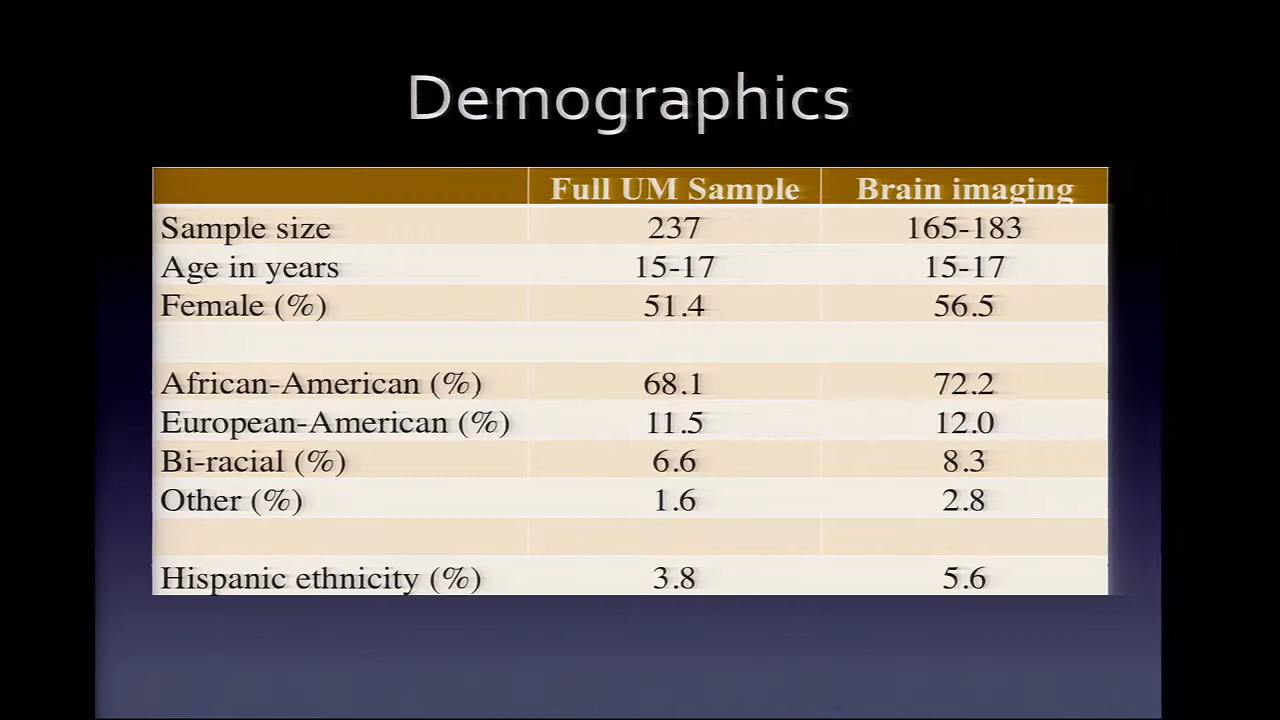 Demographics
Full UM Sample Brain imaging
Sample size 237 165-183
Age in years 15-17 15-17
Female (%) 51.4 56.5
African-American (%) 68.1 72.2
European-American (%) 11.5 12.0
Bi-racial (%) 6.6 8.3
Other (%) 1.6 2.8
Hispanic ethnicity (%) 3.8 5.6